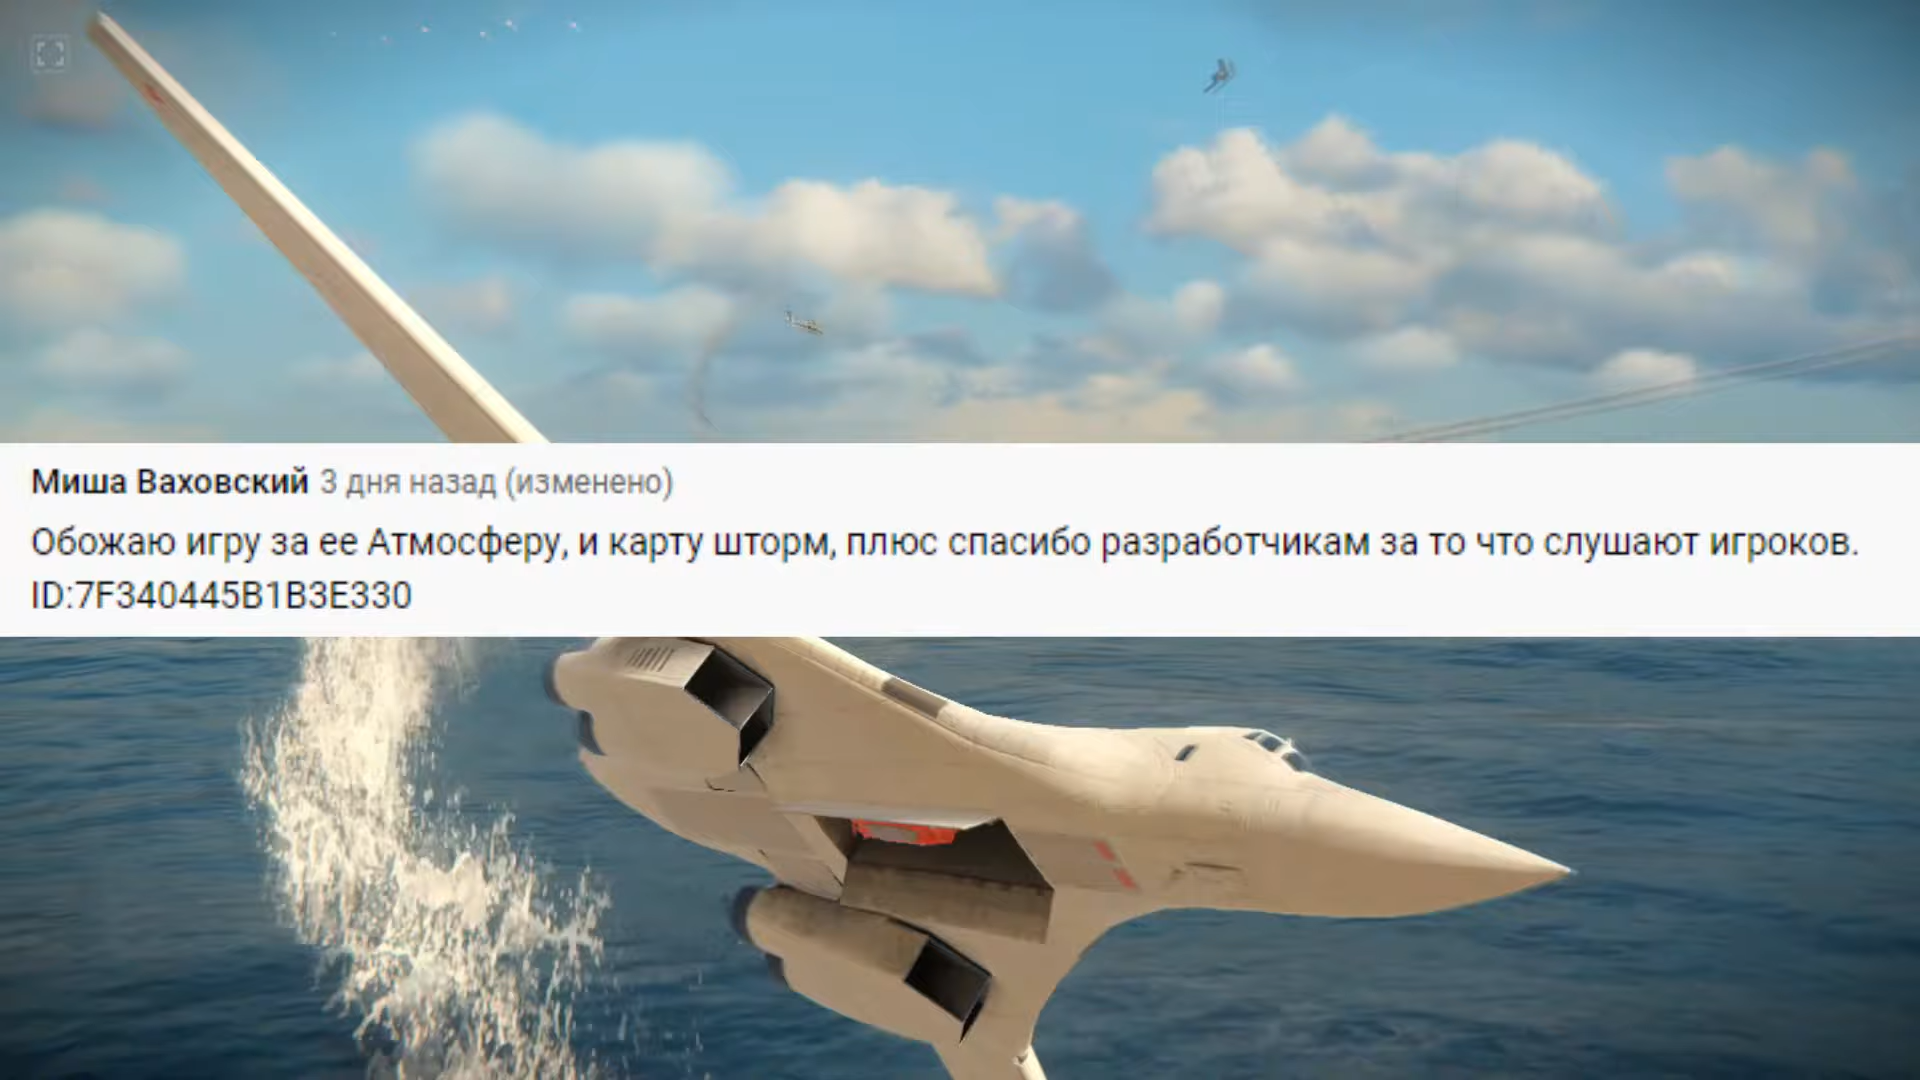 Миша Ваховский 3 дня назад (изменено)
Обожаю игру за ее Атмосферу, и карту шторм, плюс спасибо разработчикам за то что слушают игроков.
ID:7F340445B1B3E330